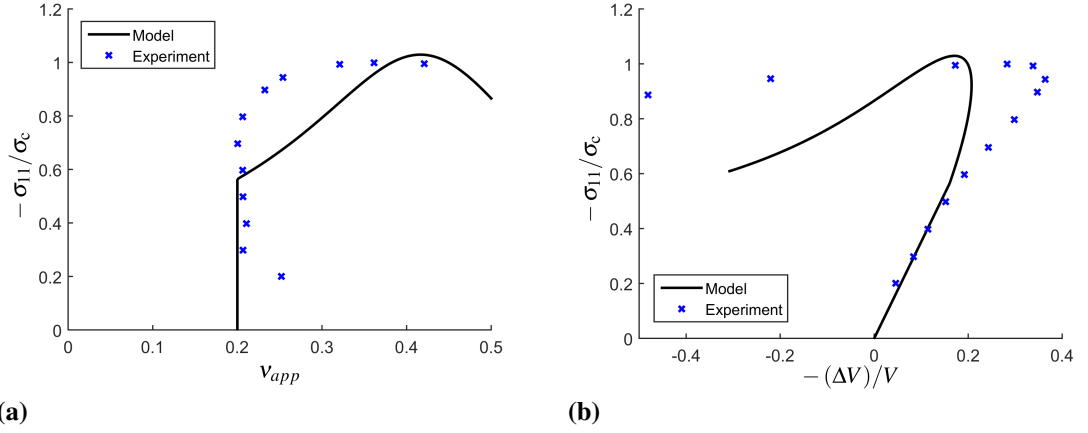 1.2
1
0.8
0.6
0.4
0.2
0
− σ11/σc
Model
Experiment
0 0.1 0.2 0.3 0.4 0.5
νapp
(a)
1.2
1
0.8
0.6
0.4
0.2
0
− σ11/σc
Model
Experiment
-0.4 -0.2 0 0.2 0.4
− (ΔV)/V
(b)